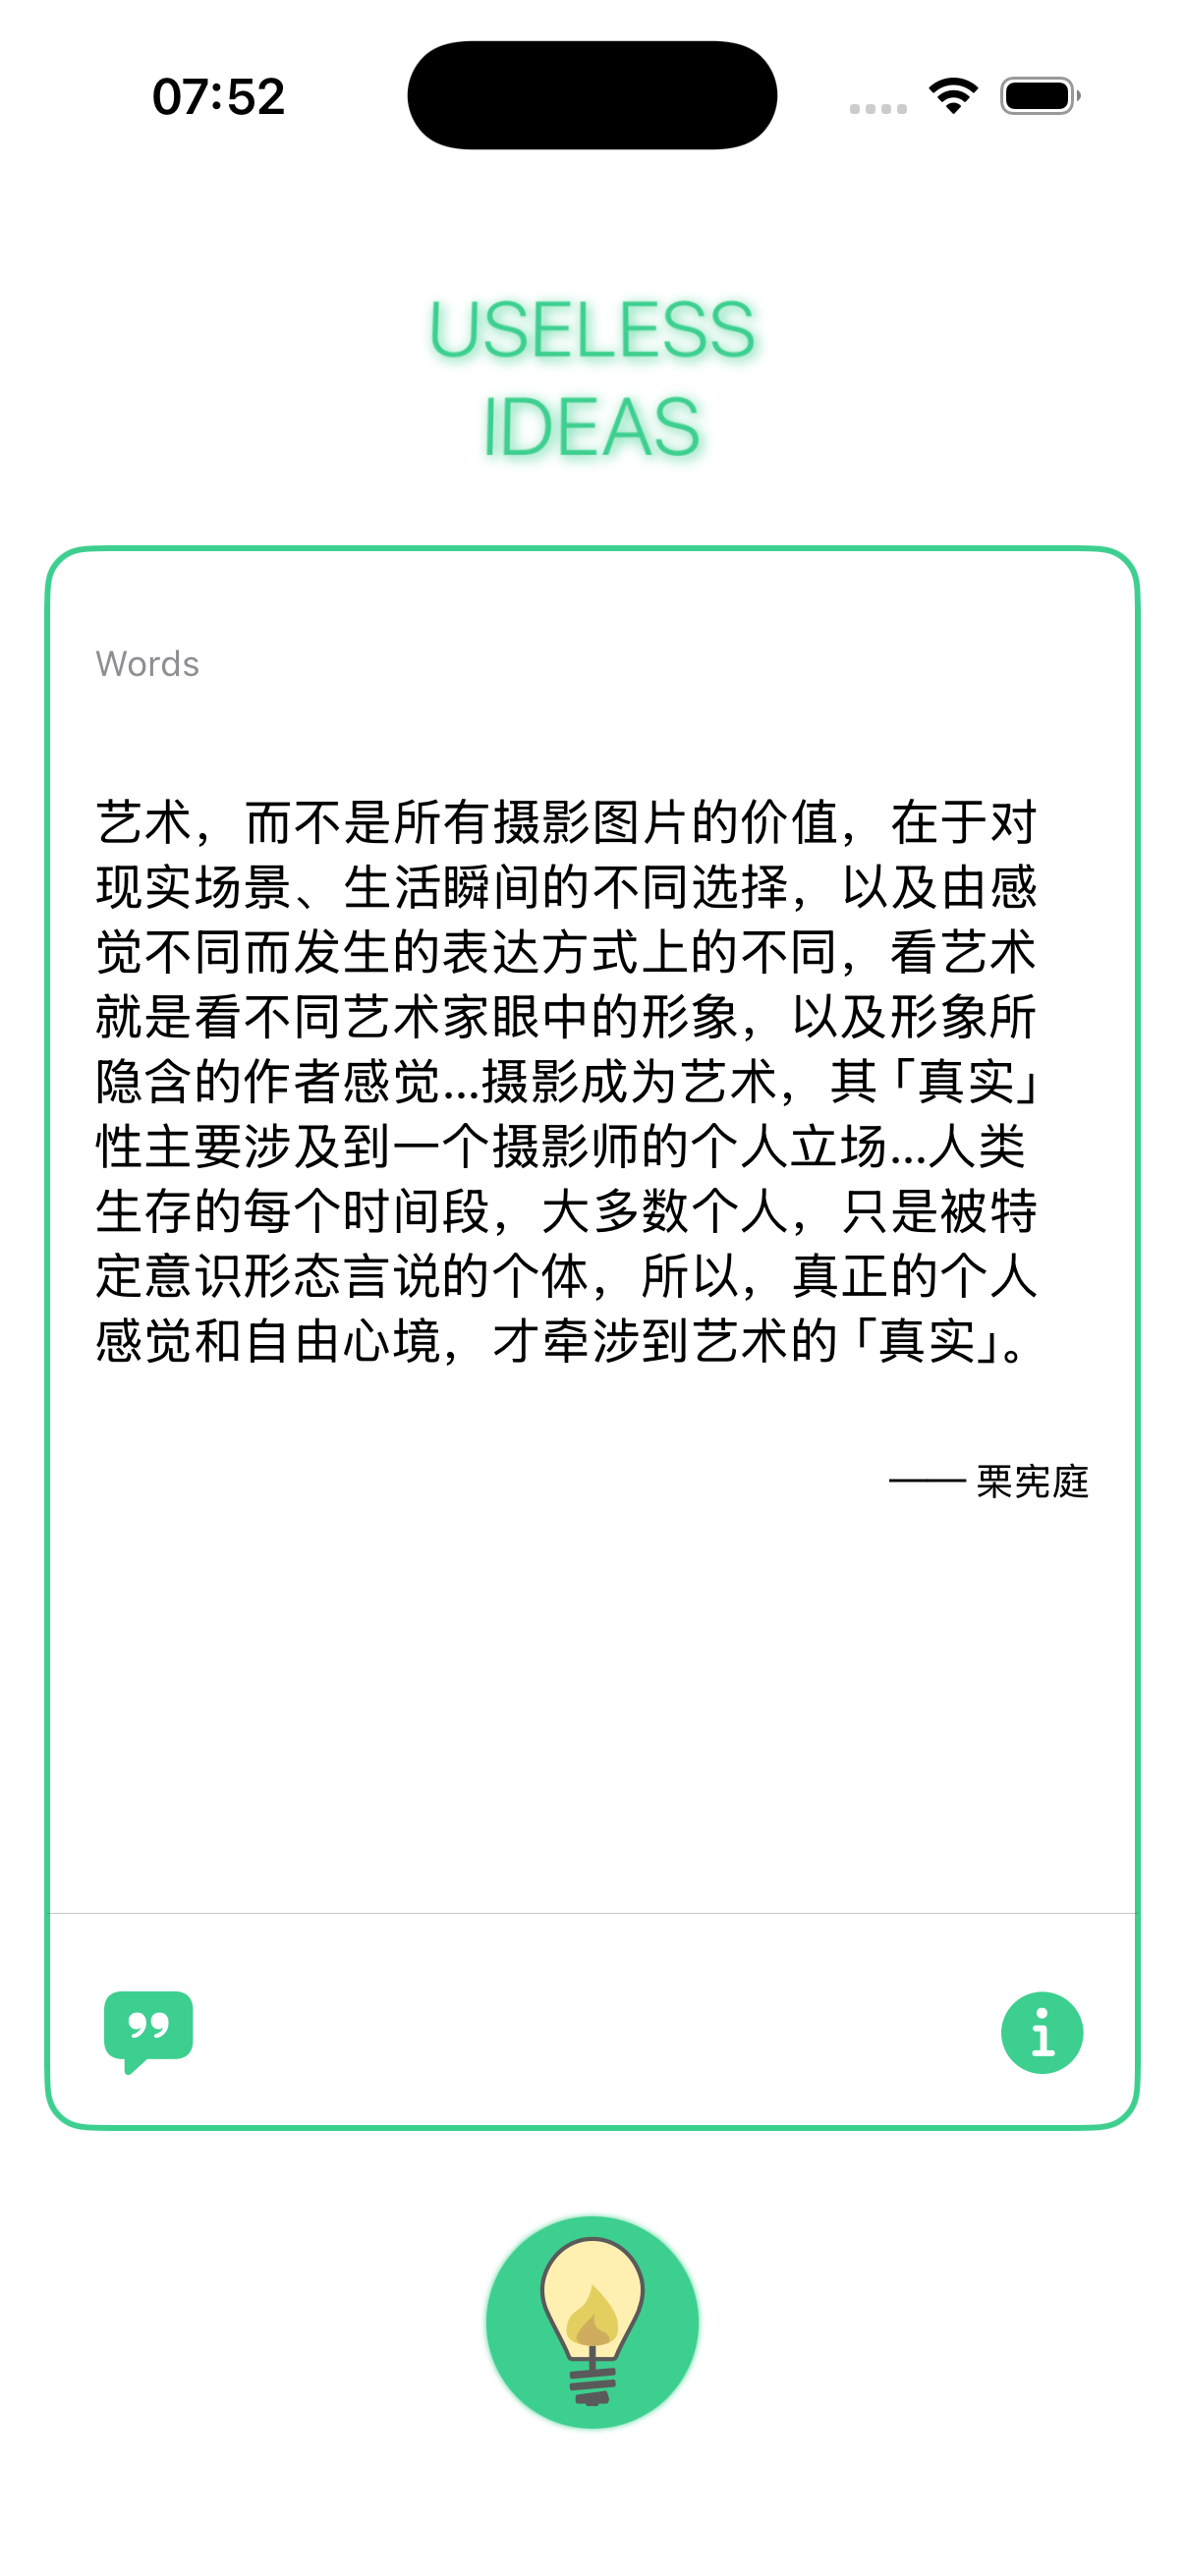 07:52
USELESS
IDEAS
Words
艺术，而不是所有摄影图片的价值，在于对
现实场景、生活瞬间的不同选择，以及由感
觉不同而发生的表达方式上的不同，看艺术
就是看不同艺术家眼中的形象，以及形象所
隐含的作者感觉...摄影成为艺术，其「真实」
性主要涉及到一个摄影师的个人立场...人类
生存的每个时间段，大多数个人，只是被特
定意识形态言说的个体，所以，真正的个人
感觉和自由心境，才牵涉到艺术的「真实」。
—— 栗宪庭